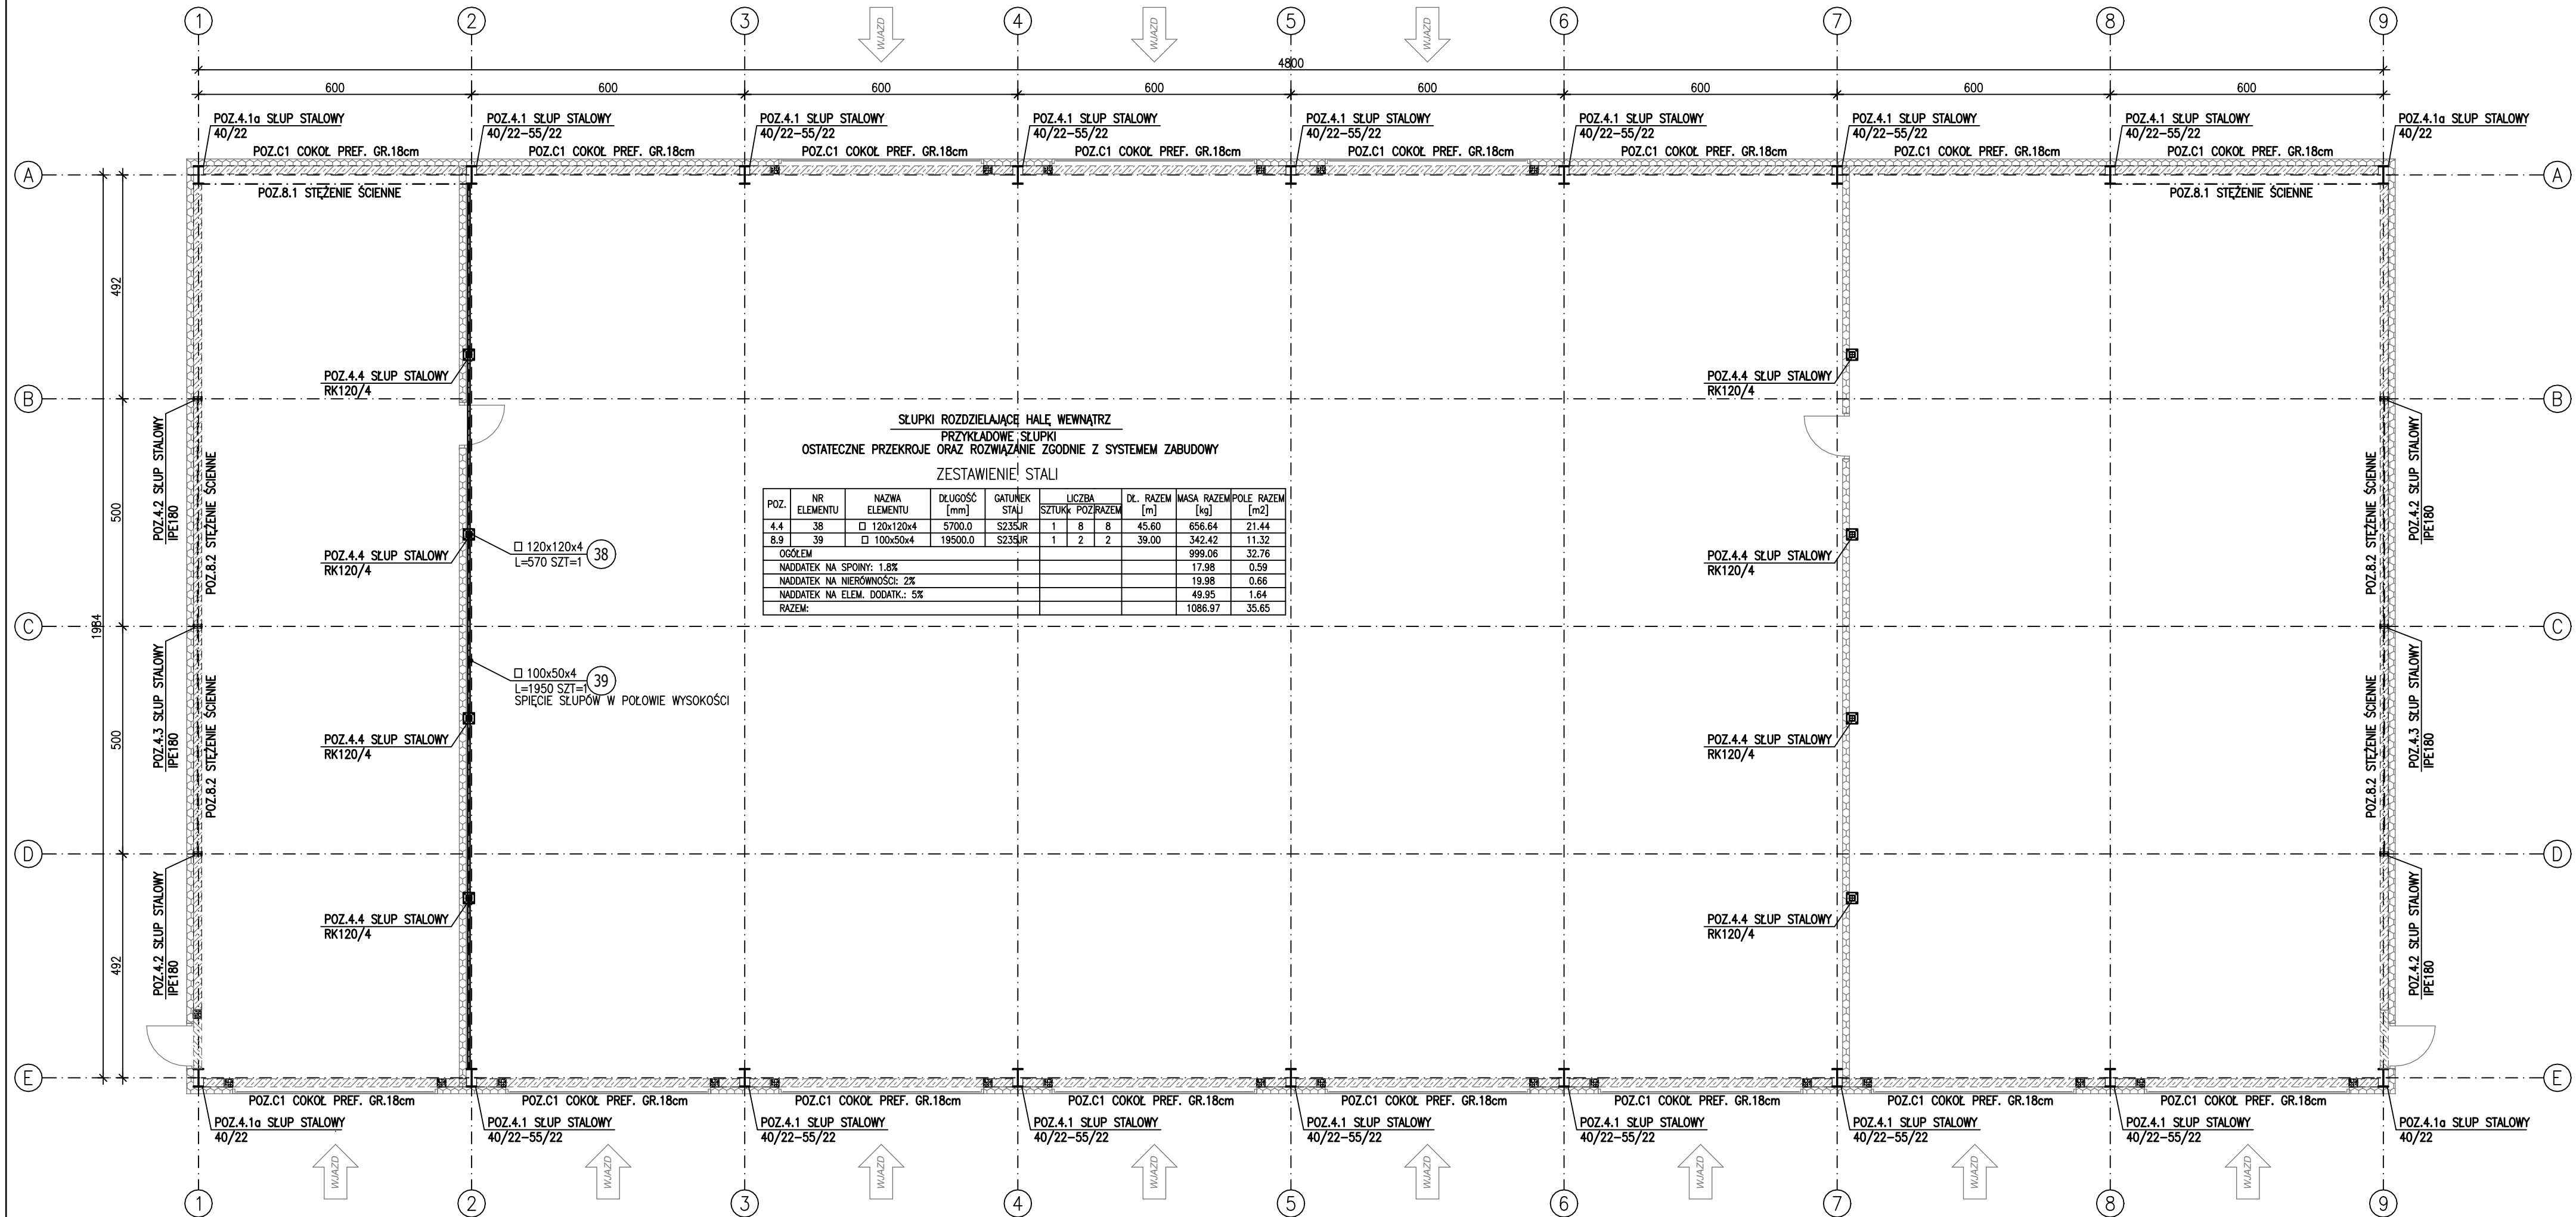 1 2 3 4 5 6 7 8 9
WJAZD WJAZD WJAZD
4800
600 600 600 600 600 600 600 600
POZ.4.1a SŁUP STALOWY
40/22
POZ.4.1 SŁUP STALOWY
40/22-55/22
POZ.4.1 SŁUP STALOWY
40/22-55/22
POZ.4.1 SŁUP STALOWY
40/22-55/22
POZ.4.1 SŁUP STALOWY
40/22-55/22
POZ.4.1 SŁUP STALOWY
40/22-55/22
POZ.4.1 SŁUP STALOWY
40/22-55/22
POZ.4.1 SŁUP STALOWY
40/22-55/22
POZ.4.1a SŁUP STALOWY
40/22
POZ.C1 COKOŁ PREF. GR.18cm
POZ.C1 COKOŁ PREF. GR.18cm
POZ.C1 COKOŁ PREF. GR.18cm
POZ.C1 COKOŁ PREF. GR.18cm
POZ.C1 COKOŁ PREF. GR.18cm
POZ.C1 COKOŁ PREF. GR.18cm
POZ.C1 COKOŁ PREF. GR.18cm
POZ.C1 COKOŁ PREF. GR.18cm
A A
POZ.8.1 STĘŻENIE ŚCIENNE
POZ.8.1 STĘŻENIE ŚCIENNE
492
POZ.4.4 SŁUP STALOWY
RK120/4
POZ.4.4 SŁUP STALOWY
RK120/4
B B
POZ.4.2 SŁUP STALOWY
IPE180
POZ.8.2 STĘŻENIE ŚCIENNE
500
SŁUPKI ROZDZIELAJĄCE HALĘ WEWNĄTRZ
PRZYKŁADOWE SŁUPKI
OSTATECZNE PRZEKROJE ORAZ ROZWIĄZANIE ZGODNIE Z SYSTEMEM ZABUDOWY
ZESTAWIENIE STALI
POZ. NR ELEMENTU NAZWA ELEMENTU DŁUGOŚĆ [mm] GATUNEK STALI LICZBA SZTUK x POZ RAZEM DŁ. RAZEM [m] MASA RAZEM [kg] POLE RAZEM [m2]
4.4 38 □ 120x120x4 5700.0 S235JR 1 8 8 45.60 656.64 21.44
8.9 39 □ 100x50x4 19500.0 S235JR 1 2 2 39.00 342.42 11.32
OGÓŁEM 999.06 32.76
NADDATEK NA SPOINY: 1.8% 17.98 0.59
NADDATEK NA NIERÓWNOŚCI: 2% 19.98 0.66
NADDATEK NA ELEM. DODATK.: 5% 49.95 1.64
RAZEM: 1086.97 35.65
POZ.4.4 SŁUP STALOWY
RK120/4
□ 120x120x4
L=570 SZT=1
38
POZ.4.4 SŁUP STALOWY
RK120/4
POZ.8.2 STĘŻENIE ŚCIENNE
POZ.4.2 SŁUP STALOWY
IPE180
1984
C C
POZ.4.3 SŁUP STALOWY
IPE180
POZ.8.2 STĘŻENIE ŚCIENNE
500
□ 100x50x4
L=1950 SZT=1
39
SPIĘCIE SŁUPÓW W POŁOWIE WYSOKOŚCI
POZ.4.4 SŁUP STALOWY
RK120/4
POZ.4.4 SŁUP STALOWY
RK120/4
POZ.8.2 STĘŻENIE ŚCIENNE
POZ.4.3 SŁUP STALOWY
IPE180
D D
POZ.4.2 SŁUP STALOWY
IPE180
492
POZ.4.4 SŁUP STALOWY
RK120/4
POZ.4.4 SŁUP STALOWY
RK120/4
POZ.4.2 SŁUP STALOWY
IPE180
E E
POZ.C1 COKOŁ PREF. GR.18cm
POZ.C1 COKOŁ PREF. GR.18cm
POZ.C1 COKOŁ PREF. GR.18cm
POZ.C1 COKOŁ PREF. GR.18cm
POZ.C1 COKOŁ PREF. GR.18cm
POZ.C1 COKOŁ PREF. GR.18cm
POZ.C1 COKOŁ PREF. GR.18cm
POZ.C1 COKOŁ PREF. GR.18cm
POZ.4.1a SŁUP STALOWY
40/22
POZ.4.1 SŁUP STALOWY
40/22-55/22
POZ.4.1 SŁUP STALOWY
40/22-55/22
POZ.4.1 SŁUP STALOWY
40/22-55/22
POZ.4.1 SŁUP STALOWY
40/22-55/22
POZ.4.1 SŁUP STALOWY
40/22-55/22
POZ.4.1 SŁUP STALOWY
40/22-55/22
POZ.4.1 SŁUP STALOWY
40/22-55/22
POZ.4.1a SŁUP STALOWY
40/22
WJAZD WJAZD WJAZD WJAZD WJAZD WJAZD WJAZD WJAZD
1 2 3 4 5 6 7 8 9